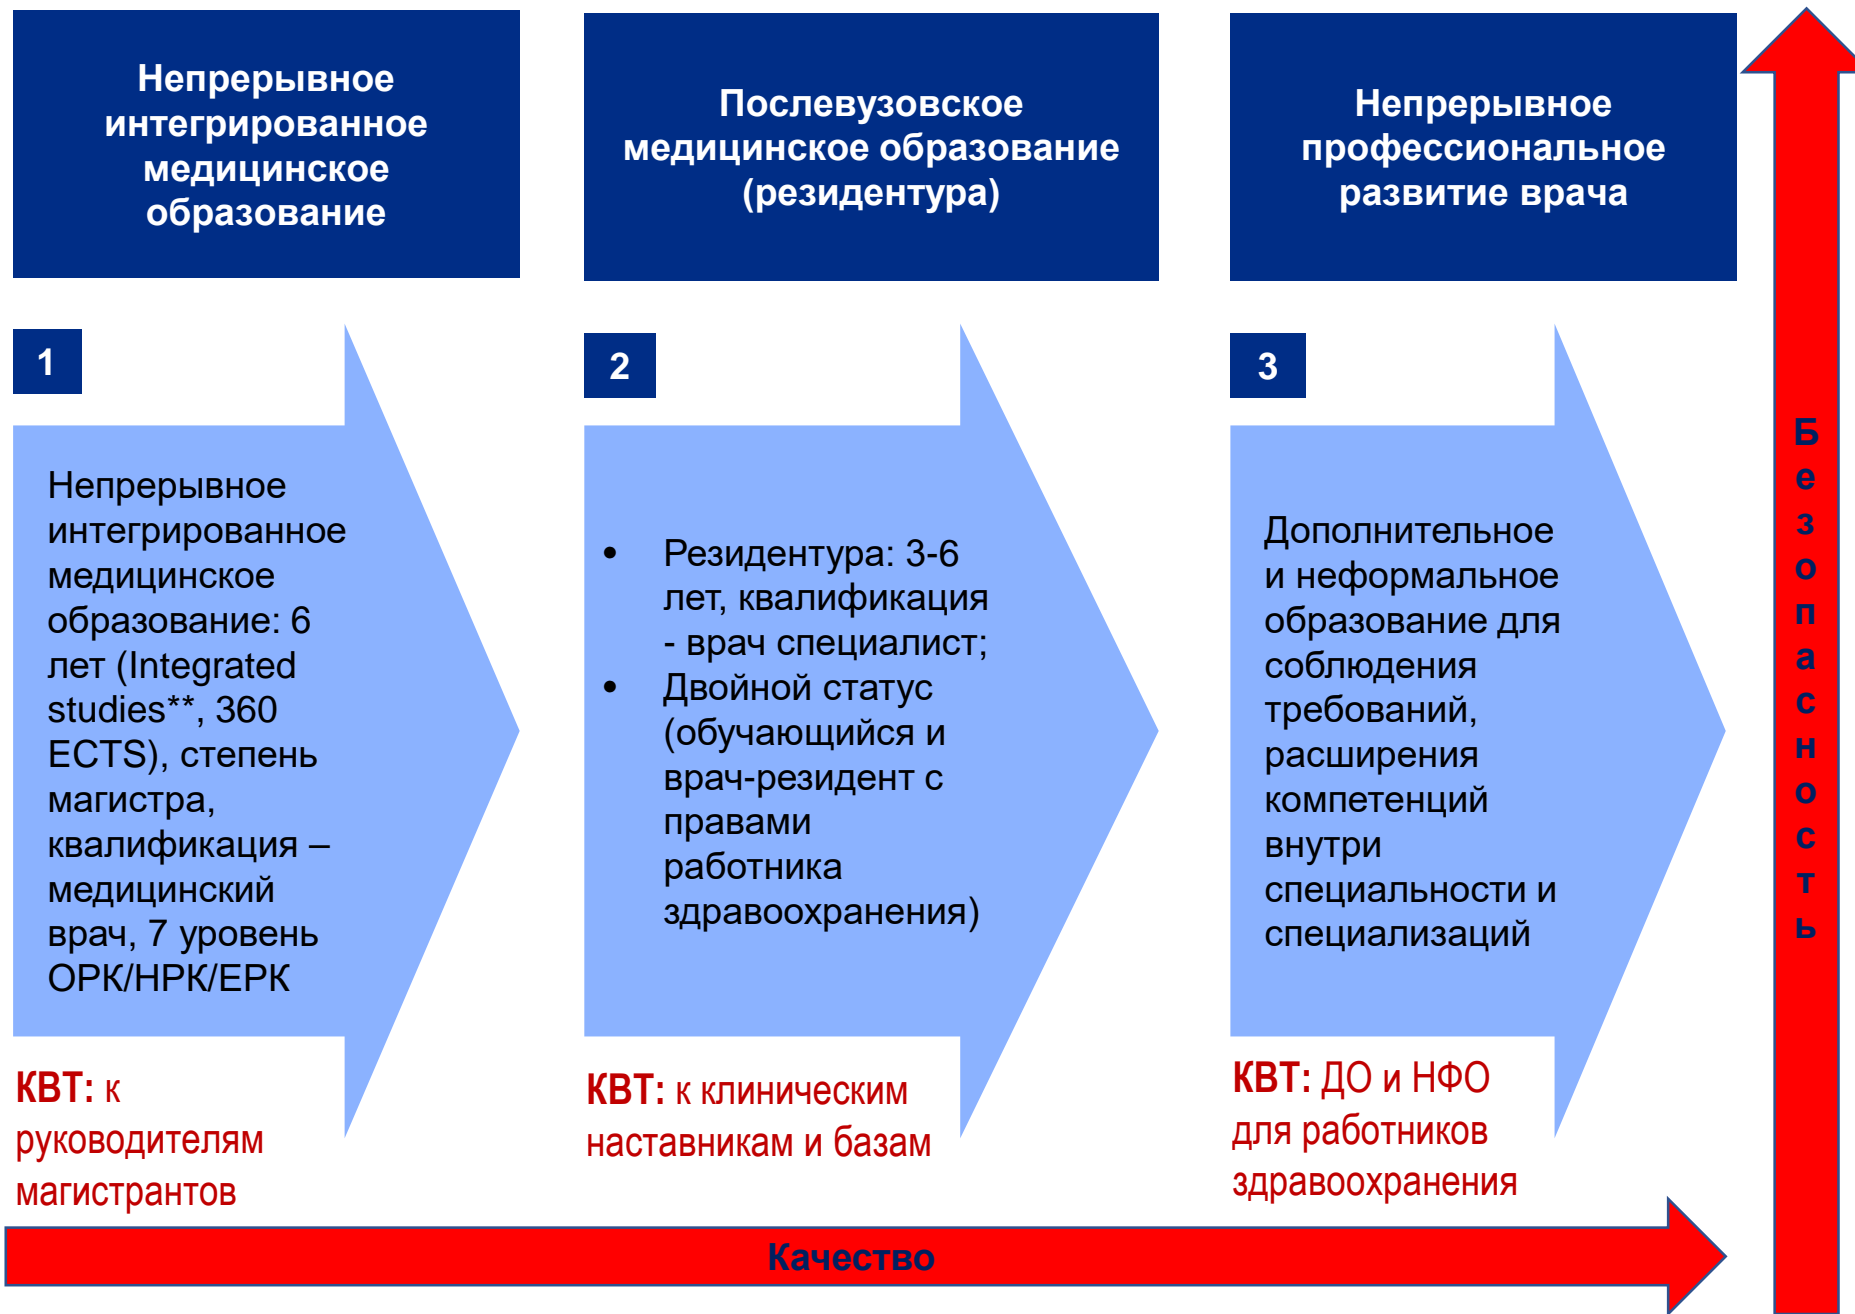 Непрерывное
интегрированное
медицинское
образование
Послевузовское
медицинское образование
(резидентура)
Непрерывное
профессиональное
развитие врача
1
Непрерывное
интегрированное
медицинское
образование: 6
лет (Integrated
studies**, 360
ECTS), степень
магистра,
квалификация –
медицинский
врач, 7 уровень
ОРК/НРК/ЕРК
КВТ: к
руководителям
магистрантов
2
• Резидентура: 3-6
лет, квалификация
- врач специалист;
• Двойной статус
(обучающийся и
врач-резидент с
правами
работника
здравоохранения)
КВТ: к клиническим
наставникам и базам
3
Дополнительное
и неформальное
образование для
соблюдения
требований,
расширения
компетенций
внутри
специальности и
специализаций
КВТ: ДО и НФО
для работников
здравоохранения
Качество
Безопасность